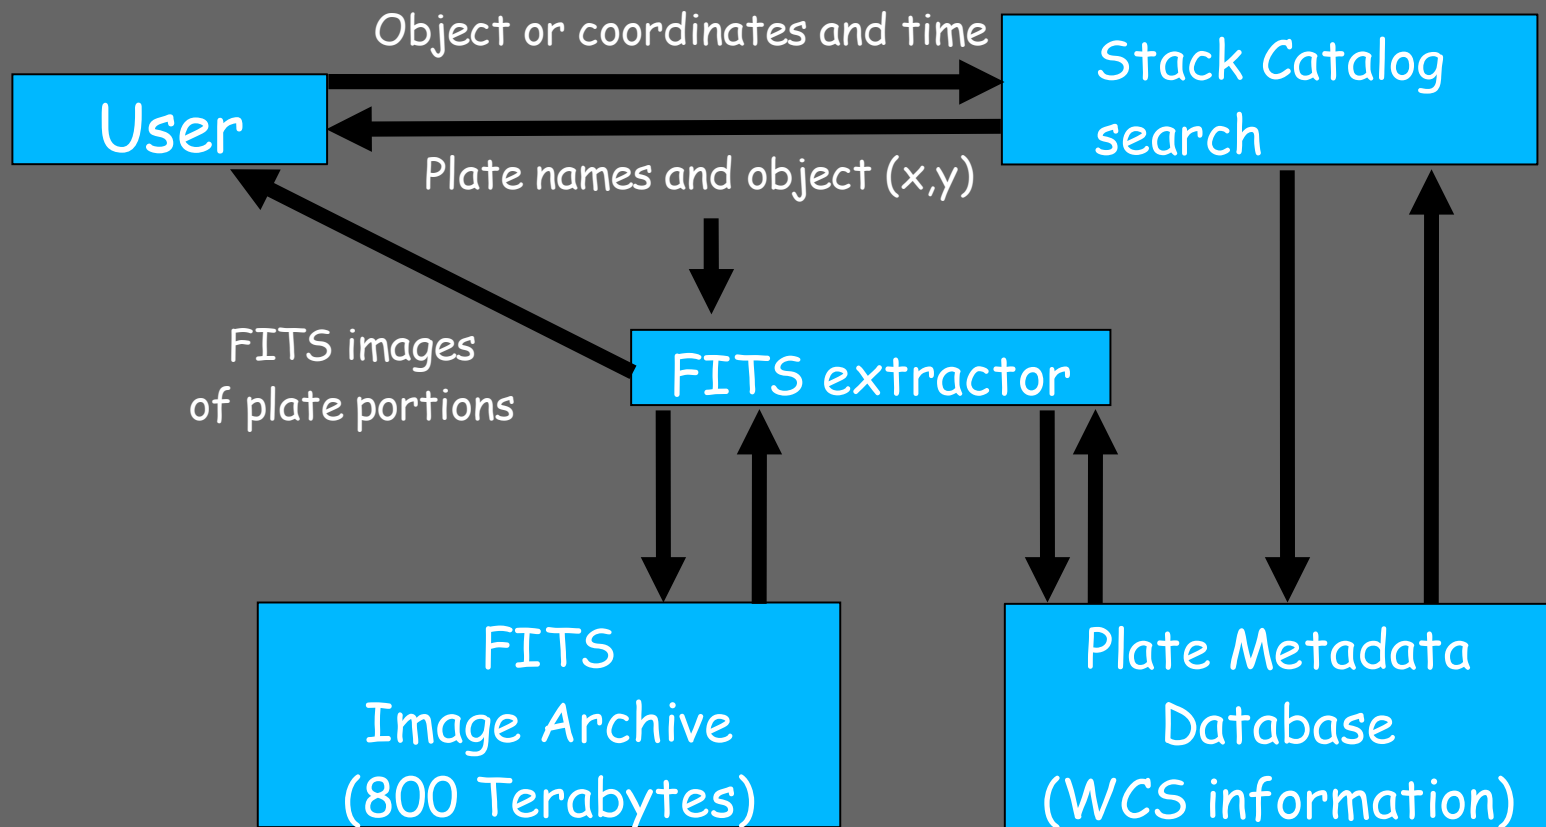 Object or coordinates and time
User
Stack Catalog
search
Plate names and object (x,y)
FITS images
of plate portions
FITS extractor
FITS
Image Archive
(800 Terabytes)
Plate Metadata
Database
(WCS information)